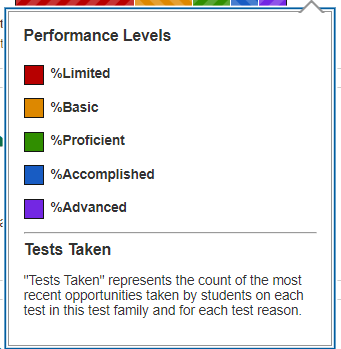 Performance Levels
%Limited
%Basic
%Proficient
%Accomplished
%Advanced
Tests Taken
"Tests Taken" represents the count of the most
recent opportunities taken by students on each
test in this test family and for each test reason.